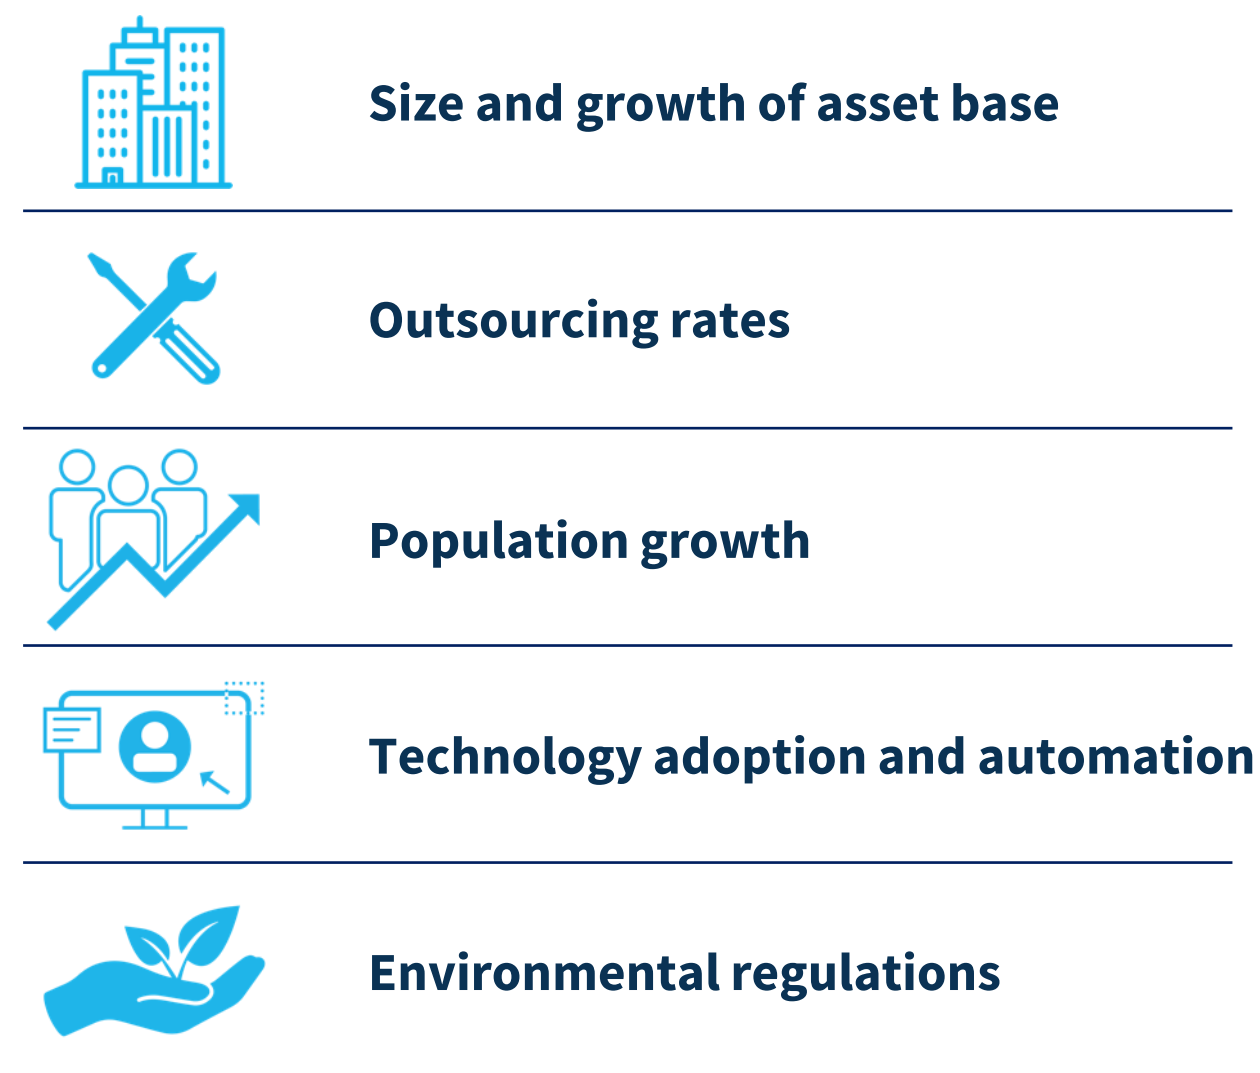 Size and growth of asset base
Outsourcing rates
Population growth
Technology adoption and automation
Environmental regulations